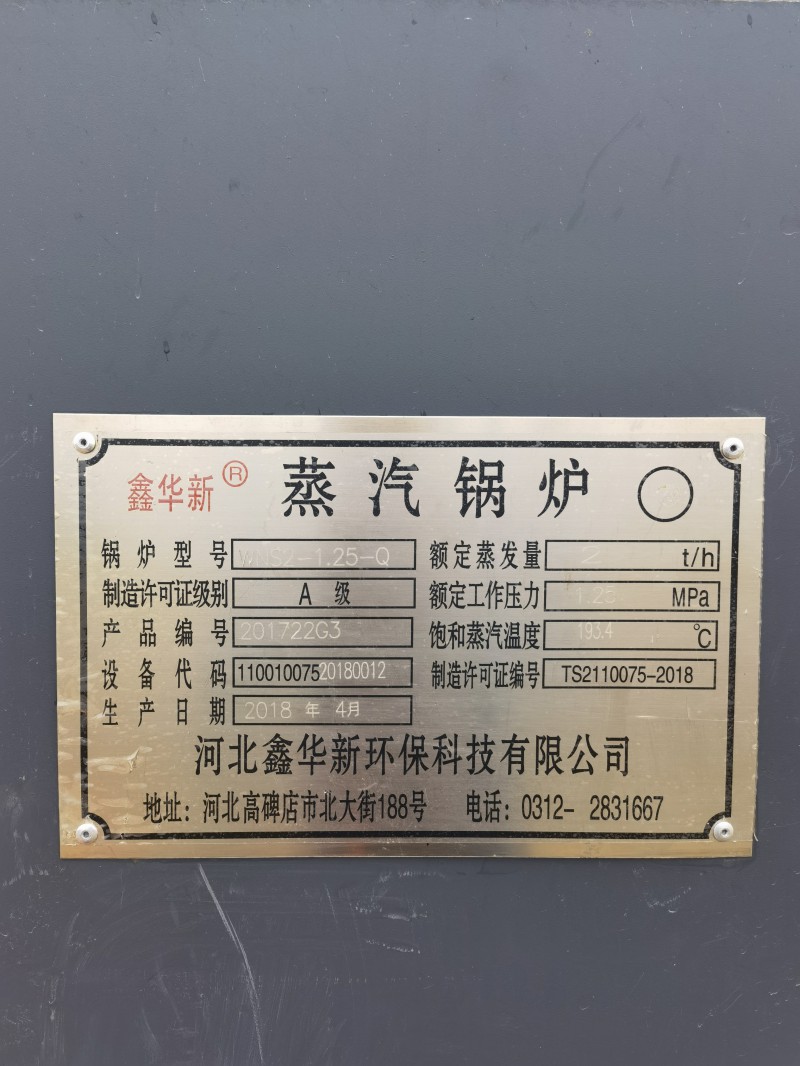 鑫华新® 蒸汽锅炉
锅炉型号 WNS2-1.25-Q 额定蒸发量 2 t/h
制造许可证级别 A 级 额定工作压力 1.25 MPa
产品编号 201722G3 饱和蒸汽温度 193.4 ℃
设备代码 11001007520180012 制造许可证编号 TS2110075-2018
生产日期 2018 年 4月
河北鑫华新环保科技有限公司
地址：河北高碑店市北大街188号 电话：0312- 2831667